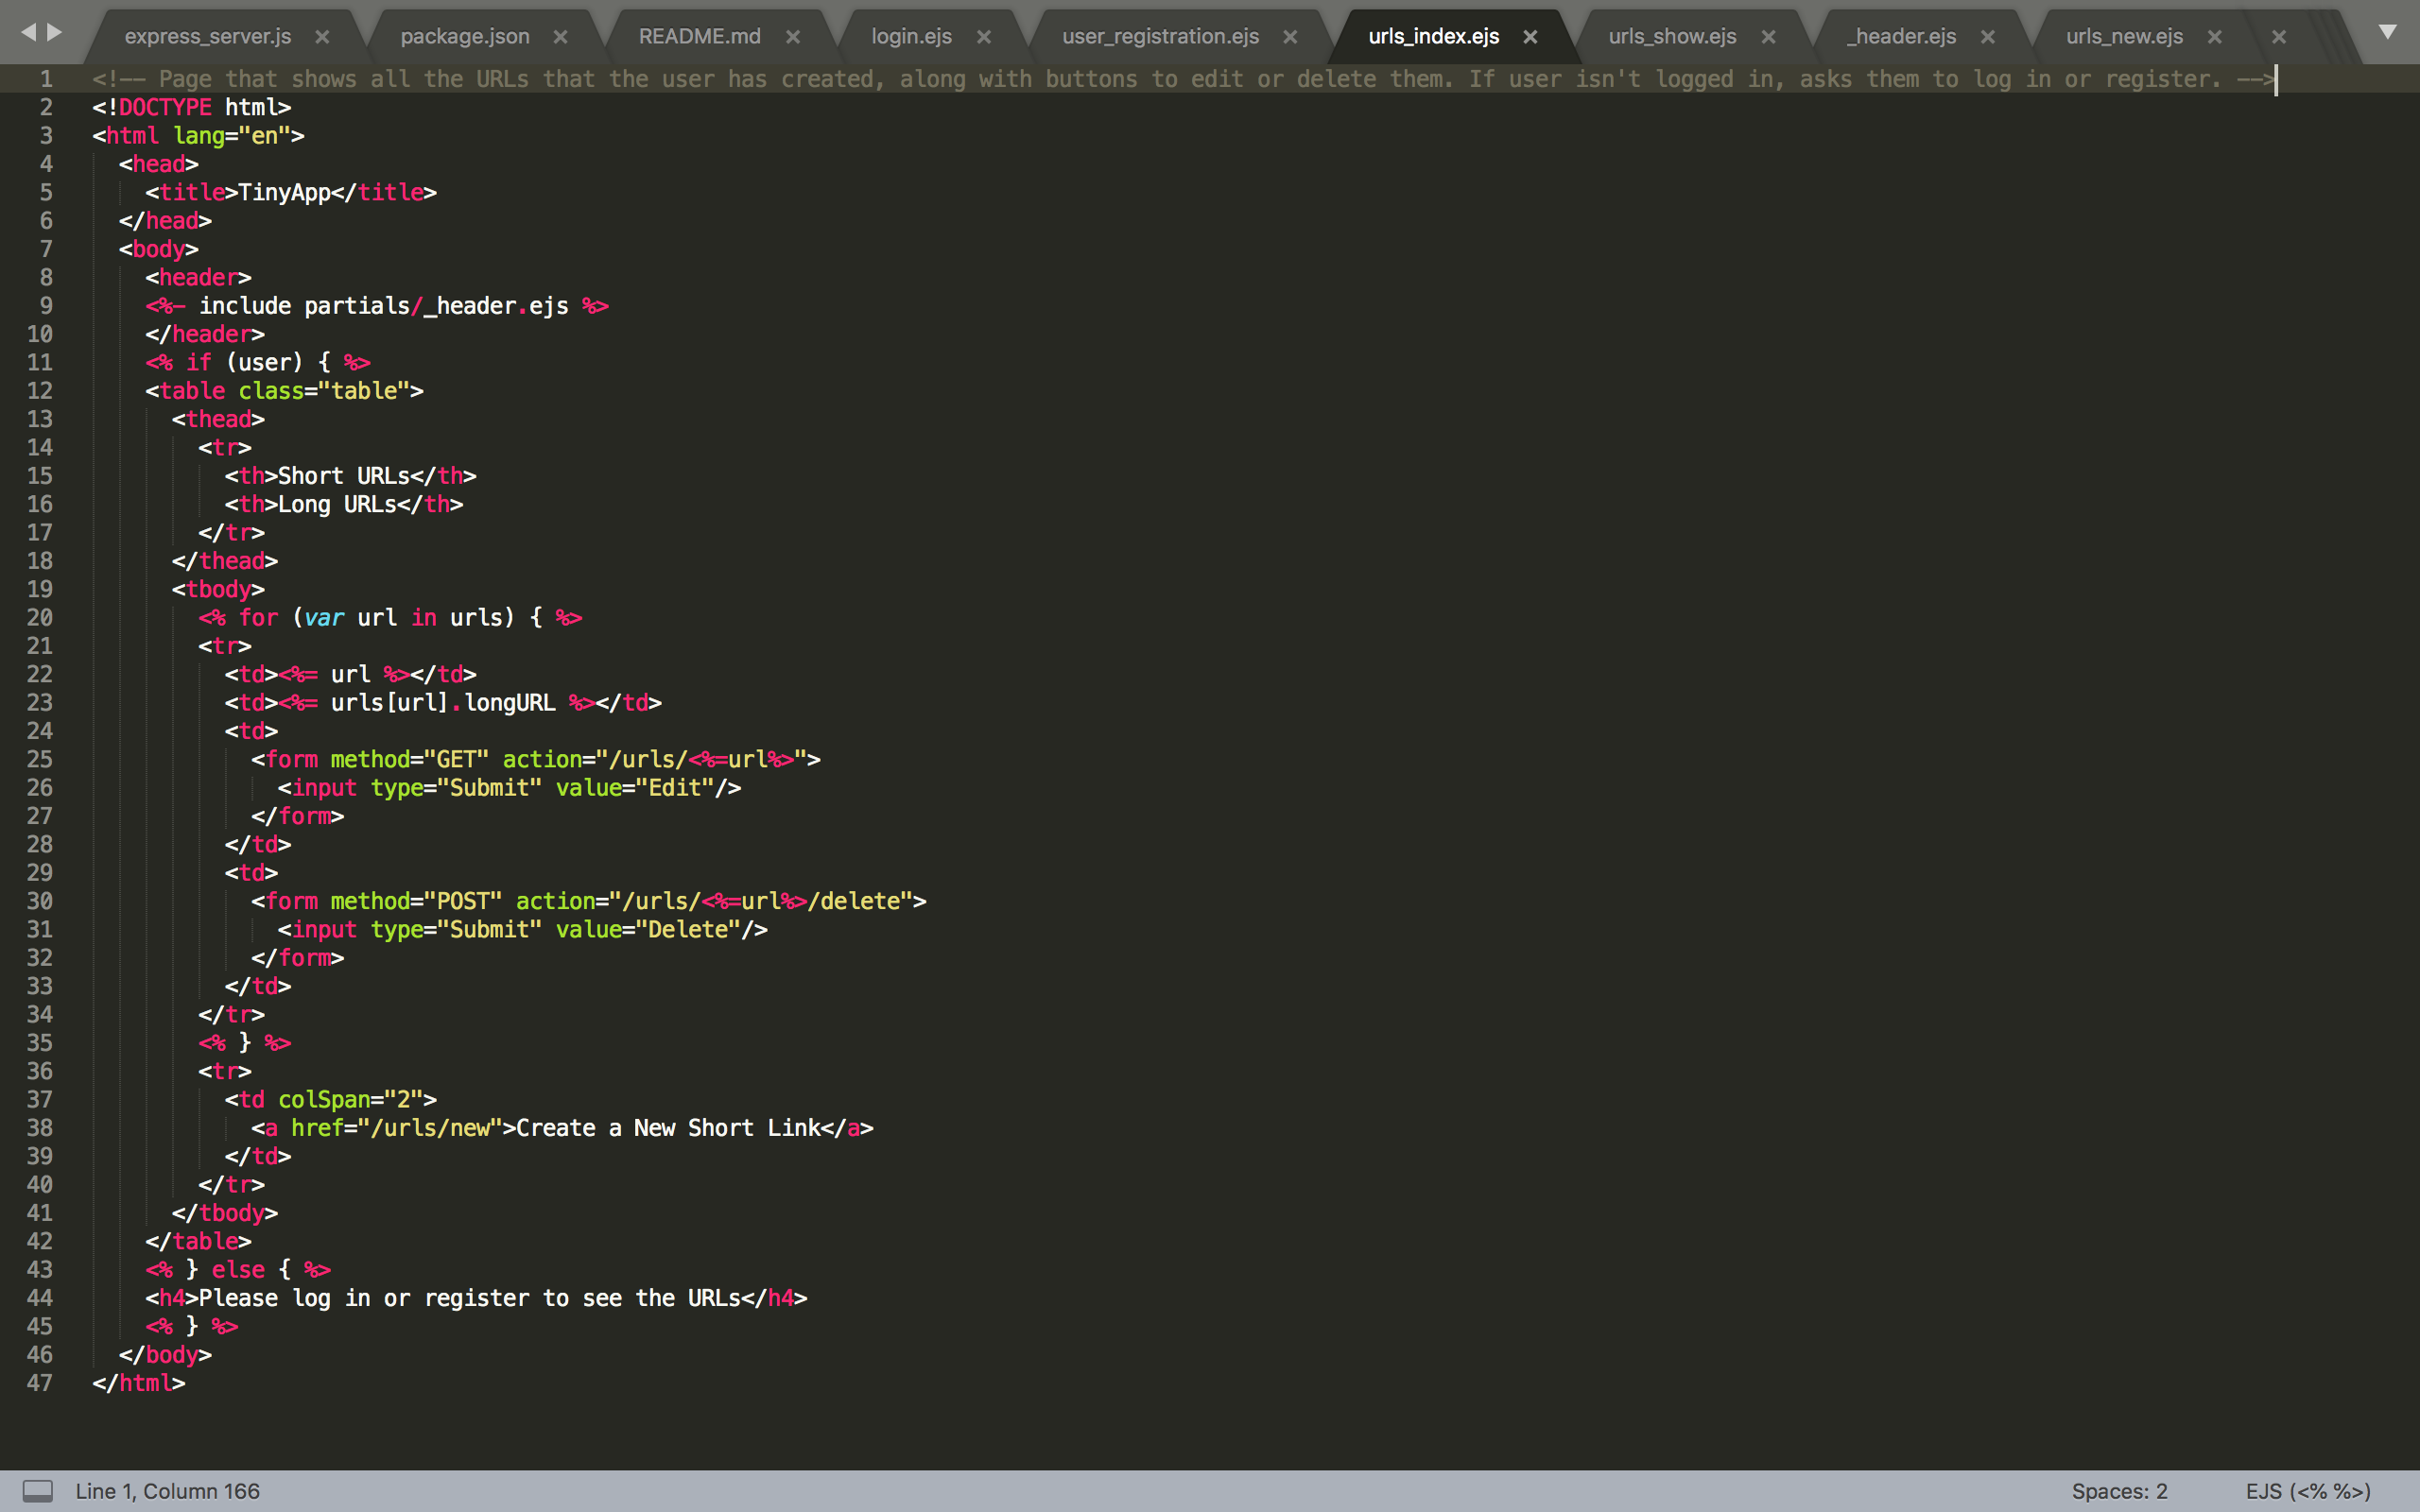 express_server.js × package.json × README.md × login.ejs × user_registration.ejs × urls_index.ejs × urls_show.ejs × _header.ejs × urls_new.ejs × ×
1 <!-- Page that shows all the URLs that the user has created, along with buttons to edit or delete them. If user isn't logged in, asks them to log in or register. -->
2 <!DOCTYPE html>
3 <html lang="en">
4   <head>
5     <title>TinyApp</title>
6   </head>
7   <body>
8     <header>
9     <%- include partials/_header.ejs %>
10     </header>
11     <% if (user) { %>
12     <table class="table">
13       <thead>
14         <tr>
15           <th>Short URLs</th>
16           <th>Long URLs</th>
17         </tr>
18       </thead>
19       <tbody>
20         <% for (var url in urls) { %>
21         <tr>
22           <td><%= url %></td>
23           <td><%= urls[url].longURL %></td>
24           <td>
25             <form method="GET" action="/urls/<%=url%>">
26               <input type="Submit" value="Edit"/>
27             </form>
28           </td>
29           <td>
30             <form method="POST" action="/urls/<%=url%>/delete">
31               <input type="Submit" value="Delete"/>
32             </form>
33           </td>
34         </tr>
35         <% } %>
36         <tr>
37           <td colSpan="2">
38             <a href="/urls/new">Create a New Short Link</a>
39           </td>
40         </tr>
41       </tbody>
42     </table>
43     <% } else { %>
44     <h4>Please log in or register to see the URLs</h4>
45     <% } %>
46   </body>
47 </html>
Line 1, Column 166 Spaces: 2 EJS (<% %>)